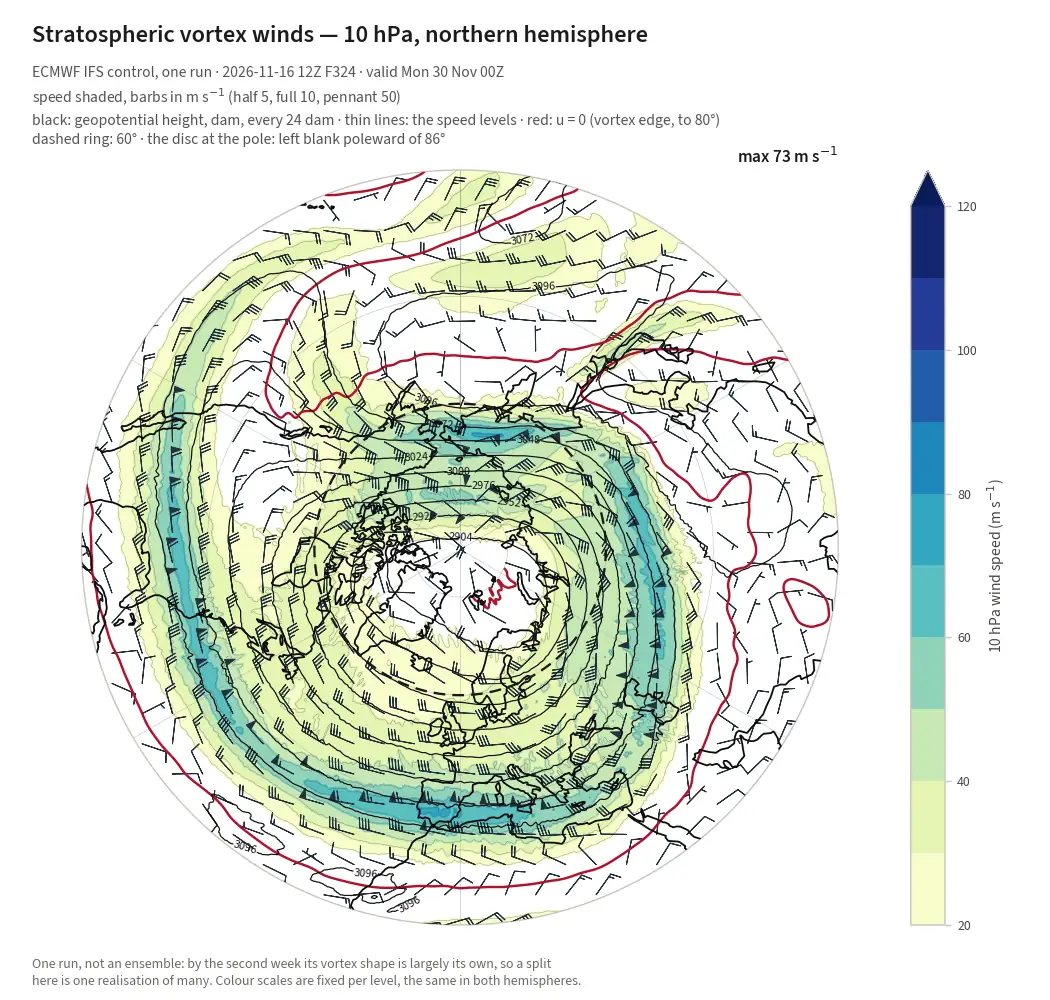 Stratospheric vortex winds — 10 hPa, northern hemisphere
ECMWF IFS control, one run · 2026-11-16 12Z F324 · valid Mon 30 Nov 00Z
speed shaded, barbs in m s⁻¹ (half 5, full 10, pennant 50)
black: geopotential height, dam, every 24 dam · thin lines: the speed levels · red: u = 0 (vortex edge, to 80°)
dashed ring: 60° · the disc at the pole: left blank poleward of 86°
max 73 m s⁻¹
120
100
80
60
40
20
10 hPa wind speed (m s⁻¹)
3072
3096
3096
3048
3024
3000
2976
2952
2928
2904
3096
3096
3096
One run, not an ensemble: by the second week its vortex shape is largely its own, so a split
here is one realisation of many. Colour scales are fixed per level, the same in both hemispheres.